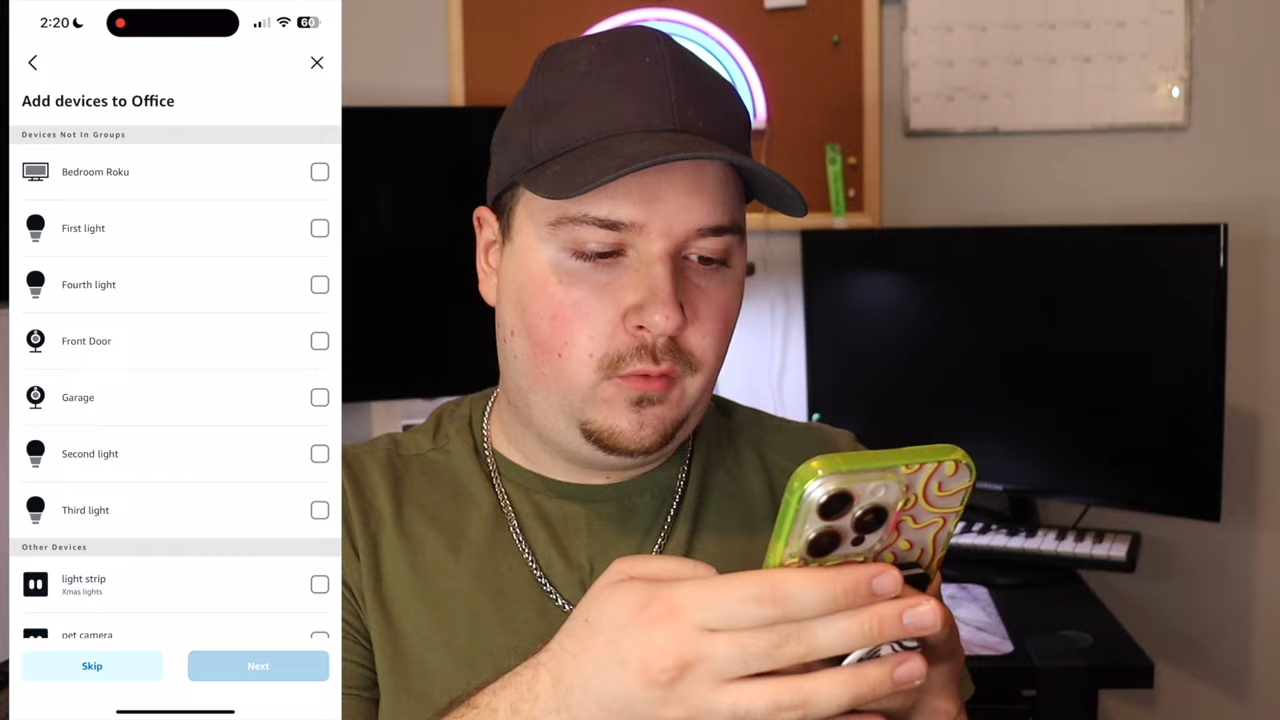 2:20
60
Add devices to Office
Devices Not In Groups
Bedroom Roku
First light
Fourth light
Front Door
Garage
Second light
Third light
Other Devices
light strip
Xmas lights
pet camera
Skip
Next